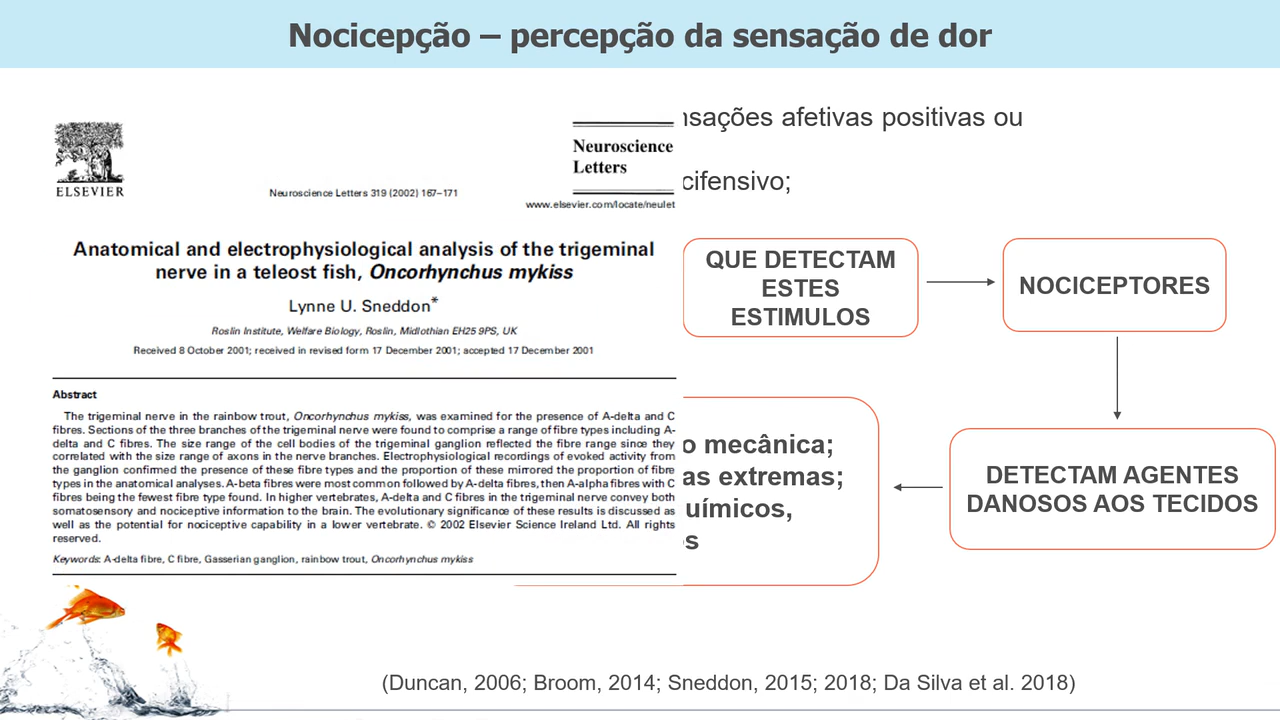 Nocicepção – percepção da sensação de dor
sações afetivas positivas ou
cifensivo;
ELSEVIER
Neuroscience Letters 319 (2002) 167–171
Neuroscience
Letters
www.elsevier.com/locate/neulet
Anatomical and electrophysiological analysis of the trigeminal
nerve in a teleost fish, Oncorhynchus mykiss
Lynne U. Sneddon*
Roslin Institute, Welfare Biology, Roslin, Midlothian EH25 9PS, UK
Received 8 October 2001; received in revised form 17 December 2001; accepted 17 December 2001
Abstract
The trigeminal nerve in the rainbow trout, Oncorhynchus mykiss, was examined for the presence of A-delta and C
fibres. Sections of the three branches of the trigeminal nerve were found to comprise a range of fibre types including A-
delta and C fibres. The size range of the cell bodies of the trigeminal ganglion reflected the fibre range since they
correlated with the size range of axons in the nerve branches. Electrophysiological recordings of evoked activity from
the ganglion confirmed the presence of these fibre types and the proportion of these mirrored the proportion of fibre
types in the anatomical analyses. A-beta fibres were most common followed by A-delta fibres, then A-alpha fibres with C
fibres being the fewest fibre type found. In higher vertebrates, A-delta and C fibres in the trigeminal nerve convey both
somatosensory and nociceptive information to the brain. The evolutionary significance of these results is discussed as
well as the potential for nociceptive capability in a lower vertebrate. © 2002 Elsevier Science Ireland Ltd. All rights
reserved.
Keywords: A-delta fibre, C fibre, Gasserian ganglion, rainbow trout, Oncorhynchus mykiss
QUE DETECTAM
ESTES
ESTIMULOS
NOCICEPTORES
DETECTAM AGENTES
DANOSOS AOS TECIDOS
o mecânica;
as extremas;
uímicos,
s
(Duncan, 2006; Broom, 2014; Sneddon, 2015; 2018; Da Silva et al. 2018)